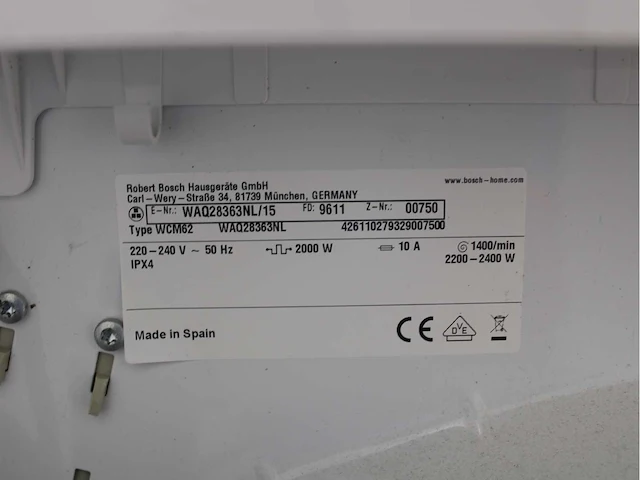 Robert Bosch Hausgeräte GmbH
www.bosch-home.com
Carl-Wery-Straße 34, 81739 München, GERMANY
E-Nr.: WAQ28363NL/15 FD: 9611 Z-Nr.: 00750
Type WCM62 WAQ28363NL 426110279329007500
220-240 V ~ 50 Hz 2000 W 10 A 1400/min
IPX4 2200-2400 W
Made in Spain
CE
DVE